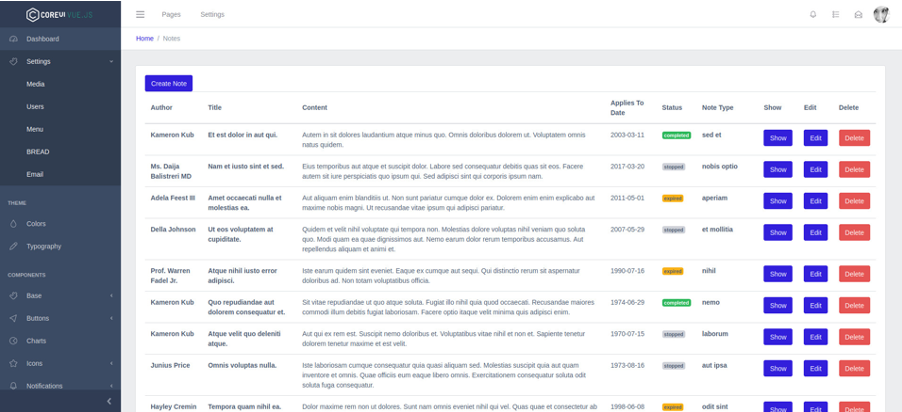 COREUI VUE.JS
Pages
Settings
Home / Notes
Dashboard
Settings
Media
Users
Menu
BREAD
Email
THEME
Colors
Typography
COMPONENTS
Base
Buttons
Charts
Icons
Notifications
Create Note
Author Title Content Applies To Date Status Note Type Show Edit Delete
Kameron Kub Et est dolor in aut qui. Autem in sit dolores laudantium atque minus quo. Omnis doloribus dolorem ut. Voluptatem omnis 2003-03-11 completed sed et Show Edit Delete
natus quidem.
Ms. Daija Nam et iusto sint et sed. Eius temporibus aut atque et suscipit dolor. Labore sed consequatur debitis quas sit eos. Facere 2017-03-20 stopped nobis optio Show Edit Delete
Balistreri MD autem sit iure perspiciatis quo ipsum qui. Sed adipisci sint qui corporis ipsum nam.
Adela Feest III Amet occaecati nulla et Aut aliquam enim blanditiis ut. Non sunt pariatur cumque dolor ex. Dolorem enim enim explicabo aut 2011-05-01 expired aperiam Show Edit Delete
molestias ea. maxime nobis magni. Ut recusandae vitae ipsum qui adipisci pariatur.
Della Johnson Ut eos voluptatem at Quidem et velit nihil voluptate qui tempora non. Molestias dolore voluptas nihil veniam quo soluta 2007-05-29 stopped et mollitia Show Edit Delete
cupiditate. quo. Modi quam ea quae dignissimos aut. Nemo earum dolor rerum temporibus accusamus. Aut
repellendus aliquam et animi et.
Prof. Warren Atque nihil iusto error Iste earum quidem sint eveniet. Eaque ex cumque aut sequi. Qui distinctio rerum sit aspernatur 1990-07-16 expired nihil Show Edit Delete
Fadel Jr. adipisci. doloribus ad. Non totam voluptatibus officia.
Kameron Kub Quo repudiandae aut Sit vitae repudiandae ut quo atque soluta. Fugiat illo nihil quia quod occaecati. Recusandae maiores 1974-06-29 completed nemo Show Edit Delete
dolorem consequatur et. commodi illum debitis fugiat laboriosam. Facere optio itaque velit minima quis adipisci enim.
Kameron Kub Atque velit quo deleniti Aut qui ex rem est. Suscipit nemo doloribus et. Voluptatibus vitae nihil et non et. Sapiente tenetur 1970-07-15 stopped laborum Show Edit Delete
atque. dolorem tenetur maxime et est velit.
Junius Price Omnis voluptas nulla. Iste laboriosam cumque consequatur quia quasi aliquam sed. Molestias suscipit quia aut quam 1973-08-16 stopped aut ipsa Show Edit Delete
inventore et omnis. Quae officiis eum eaque libero omnis. Exercitationem consequatur soluta odit
soluta fuga consequatur.
Hayley Cremin Tempora quam nihil ea. Dolor maxime rem non ut dolores. Sunt nam omnis eveniet nihil qui vel. Quas quae et consectetur ab 1998-06-08 expired odit sint Show Edit Delete